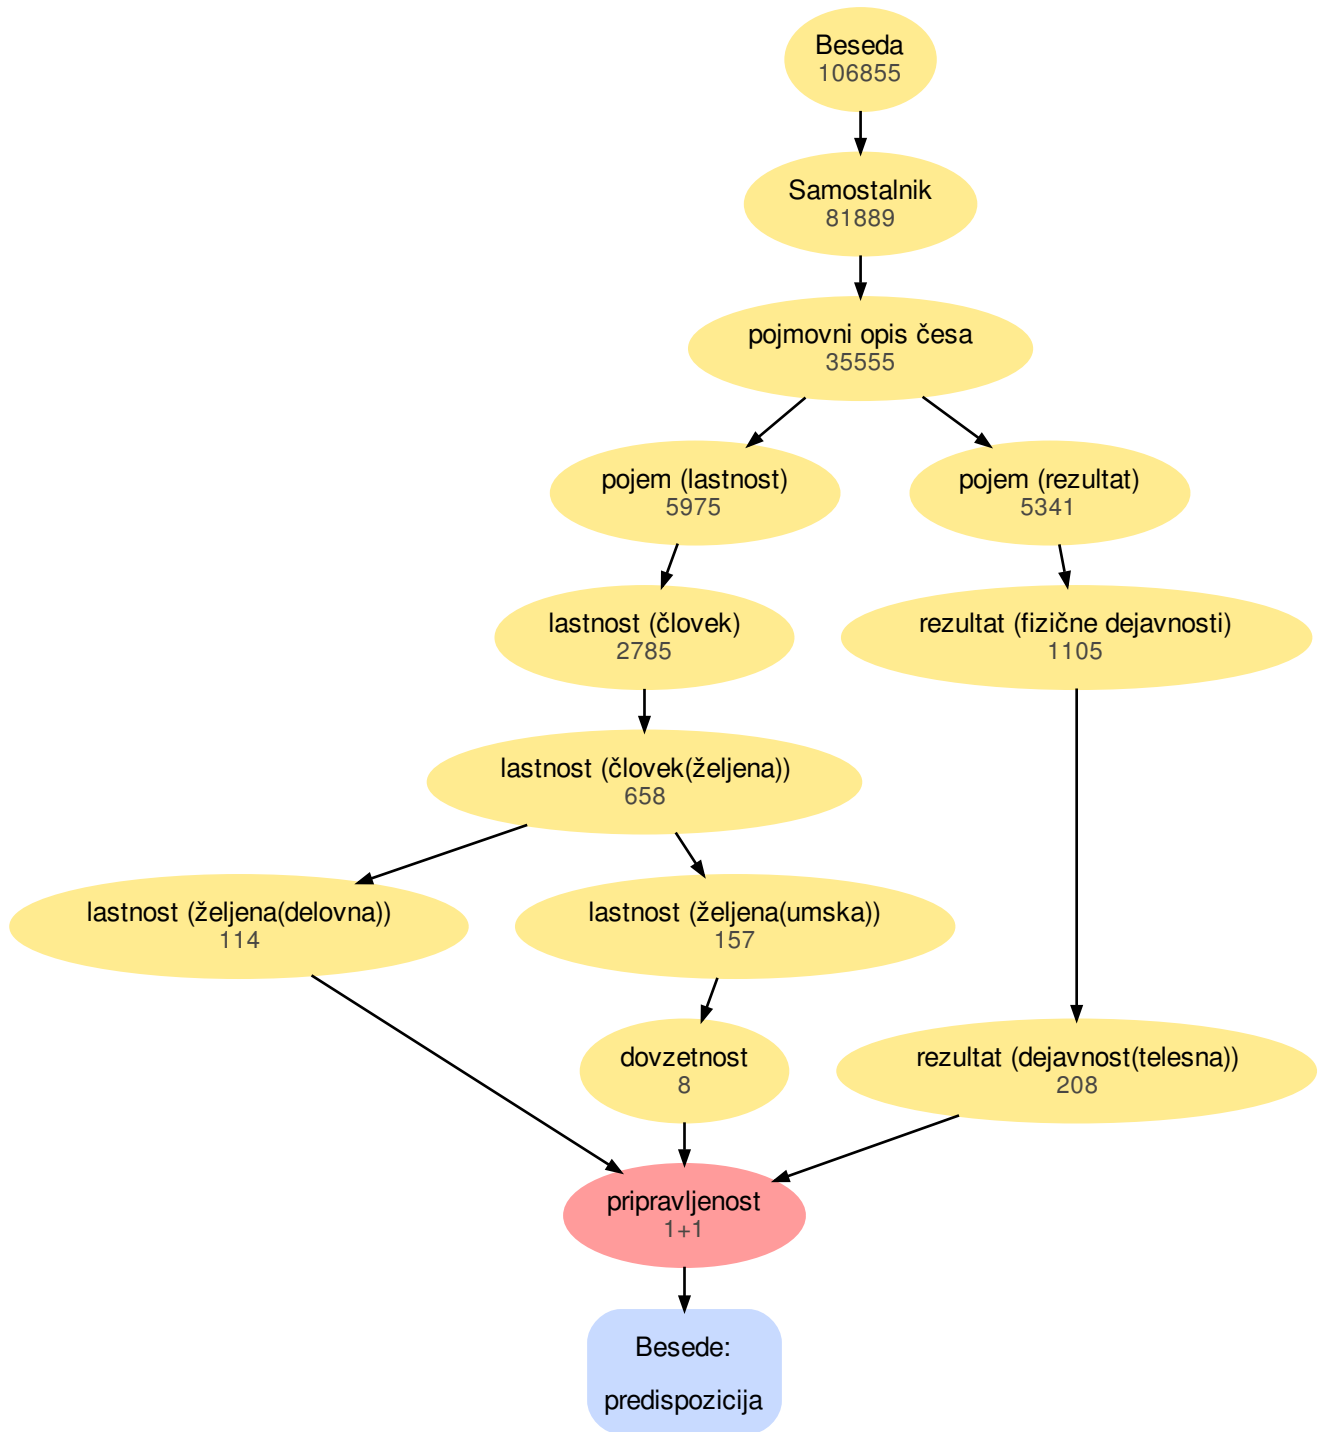 Beseda
106855
Samostalnik
81889
pojmovni opis česa
35555
pojem (lastnost)
5975
pojem (rezultat)
5341
lastnost (človek)
2785
rezultat (fizične dejavnosti)
1105
lastnost (človek(željena))
658
lastnost (željena(delovna))
114
lastnost (željena(umska))
157
dovzetnost
8
rezultat (dejavnost(telesna))
208
pripravljenost
1+1
Besede:
predispozicija